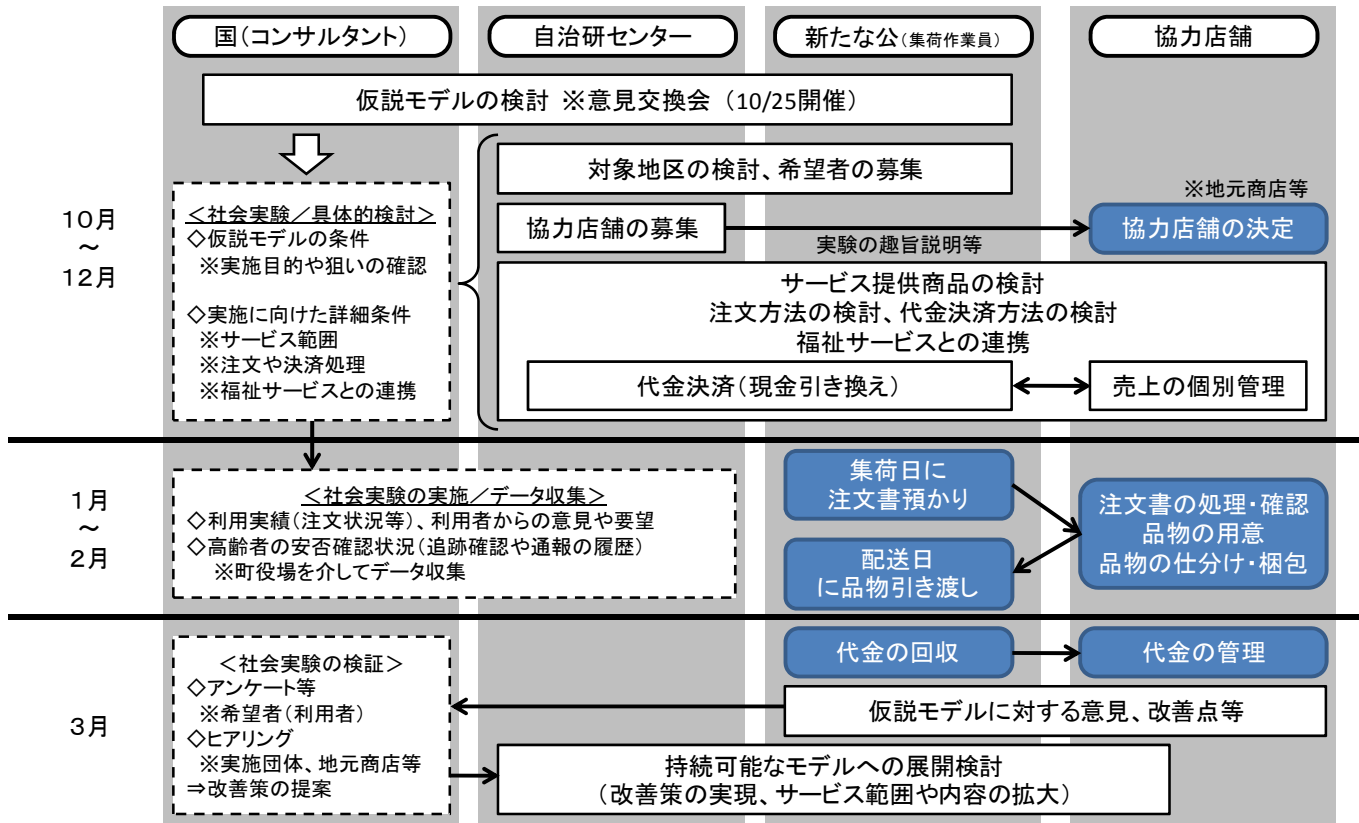 国(コンサルタント)
自治研センター
新たな公(集荷作業員)
協力店舗
仮説モデルの検討 ※意見交換会 (10/25開催)
10月
~
12月
<社会実験/具体的検討>
◇仮説モデルの条件
※実施目的や狙いの確認
◇実施に向けた詳細条件
※サービス範囲
※注文や決済処理
※福祉サービスとの連携
対象地区の検討、希望者の募集
協力店舗の募集
実験の趣旨説明等
※地元商店等
協力店舗の決定
サービス提供商品の検討
注文方法の検討、代金決済方法の検討
福祉サービスとの連携
代金決済(現金引き換え)
売上の個別管理
1月
~
2月
<社会実験の実施/データ収集>
◇利用実績(注文状況等)、利用者からの意見や要望
◇高齢者の安否確認状況(追跡確認や通報の履歴)
※町役場を介してデータ収集
集荷日に
注文書預かり
配送日
に品物引き渡し
注文書の処理・確認
品物の用意
品物の仕分け・梱包
3月
<社会実験の検証>
◇アンケート等
※希望者(利用者)
◇ヒアリング
※実施団体、地元商店等
⇒改善策の提案
代金の回収
代金の管理
仮説モデルに対する意見、改善点等
持続可能なモデルへの展開検討
(改善策の実現、サービス範囲や内容の拡大)